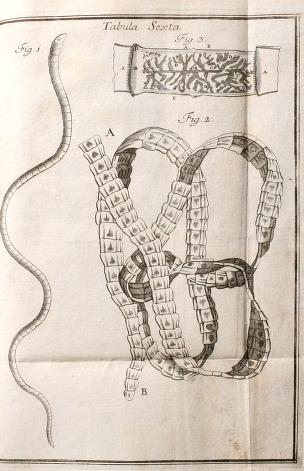 Tabula Sexta
Fig. 1.
Fig. 3.
A E
A A
E
Fig. 2.
A
B